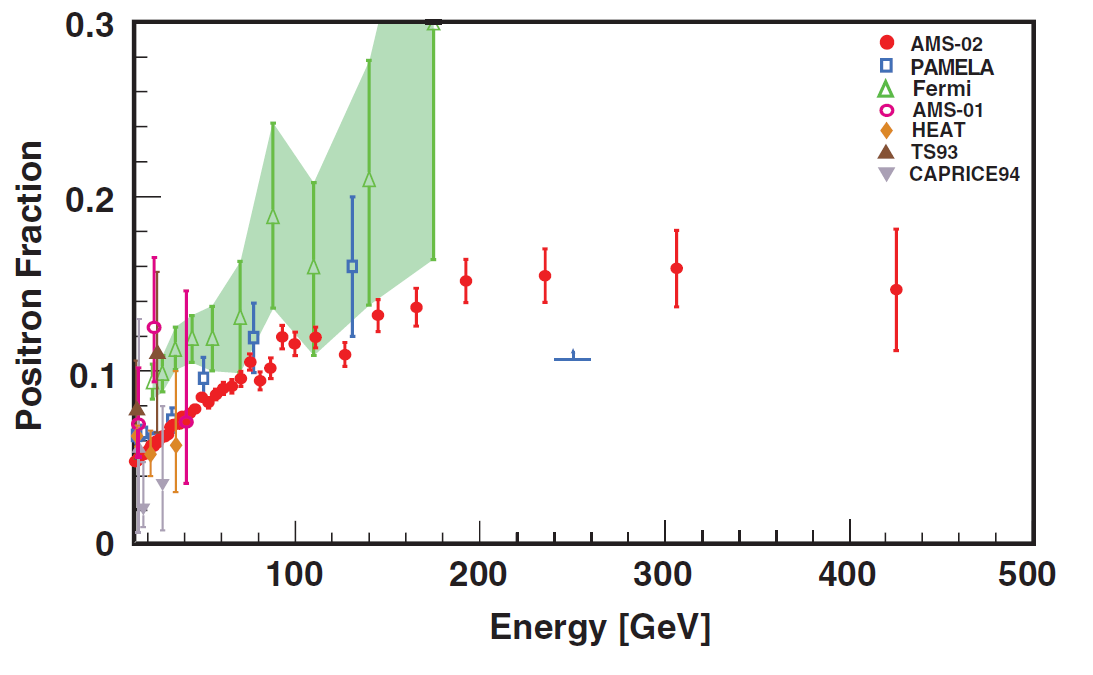 0.3
0.2
0.1
0
Positron Fraction
AMS-02
PAMELA
Fermi
AMS-01
HEAT
TS93
CAPRICE94
100 200 300 400 500
Energy [GeV]